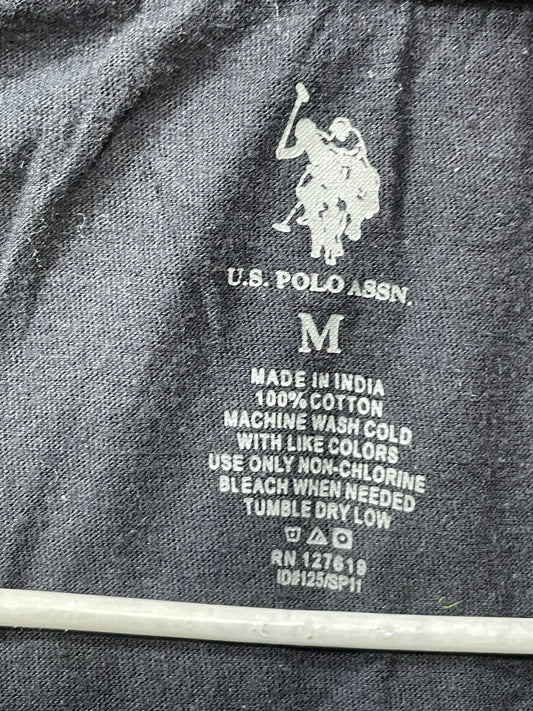 U.S. POLO ASSN.
M
MADE IN INDIA
100% COTTON
MACHINE WASH COLD
WITH LIKE COLORS
USE ONLY NON-CHLORINE
BLEACH WHEN NEEDED
TUMBLE DRY LOW
RN 127619
ID#125/SP11